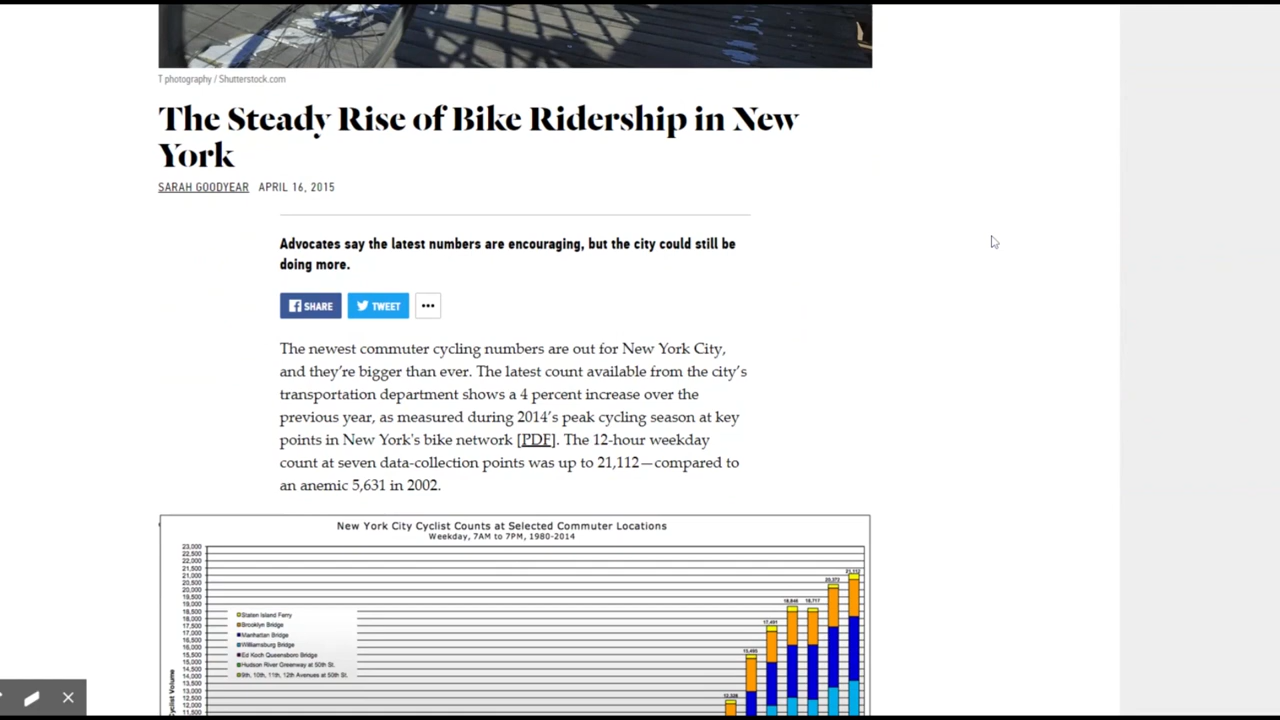 T photography / Shutterstock.com
The Steady Rise of Bike Ridership in New
York
SARAH GOODYEAR APRIL 16, 2015
Advocates say the latest numbers are encouraging, but the city could still be
doing more.
SHARE TWEET
The newest commuter cycling numbers are out for New York City,
and they're bigger than ever. The latest count available from the city's
transportation department shows a 4 percent increase over the
previous year, as measured during 2014's peak cycling season at key
points in New York's bike network [PDF]. The 12-hour weekday
count at seven data-collection points was up to 21,112—compared to
an anemic 5,631 in 2002.
New York City Cyclist Counts at Selected Commuter Locations
Weekday, 7AM to 7PM, 1980-2014
23,000
22,500
22,000
21,500
21,000
20,500
20,000
19,500
19,000
18,500
18,000
17,500
17,000
16,500
16,000
15,500
15,000
14,500
14,000
13,500
13,000
12,500
12,000
11,500
Staten Island Ferry
Brooklyn Bridge
Manhattan Bridge
Williamsburg Bridge
Ed Koch Queensboro Bridge
Hudson River Greenway at 50th St.
9th, 10th, 11th, 12th Avenues at 50th St.
17,491
18,846
18,717
21,112